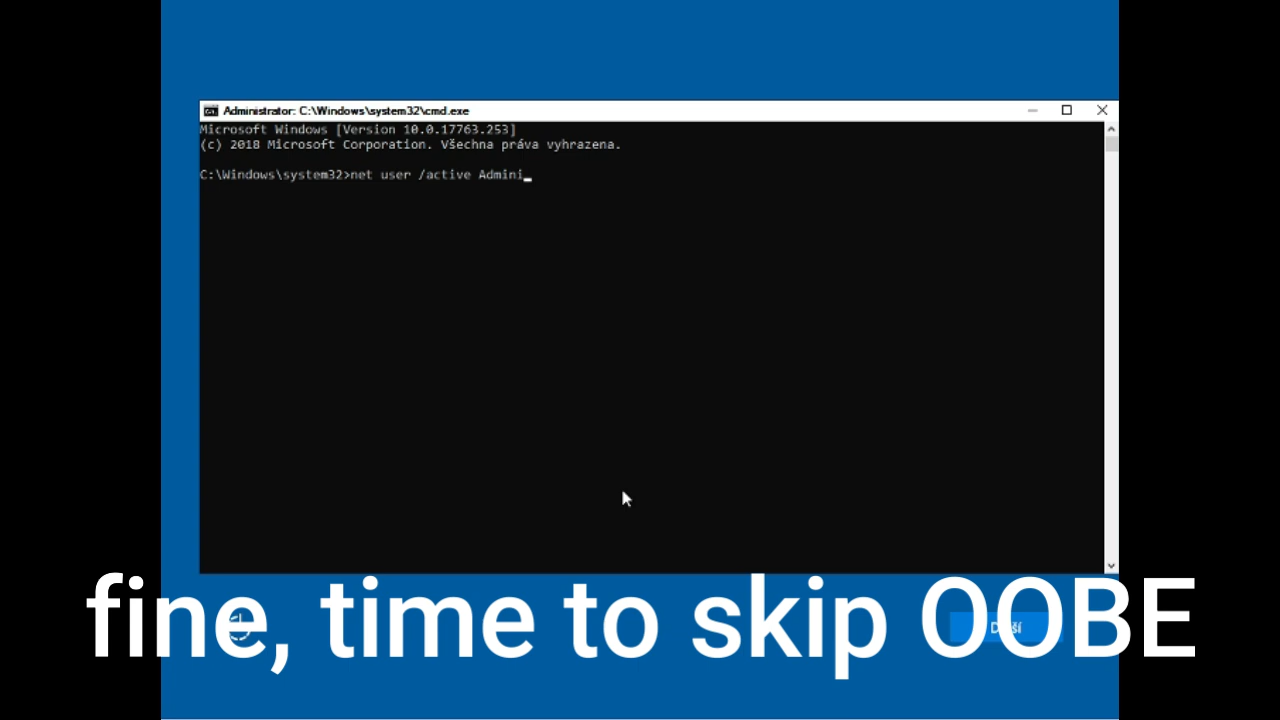 Administrator: C:\Windows\system32\cmd.exe
Microsoft Windows [Version 10.0.17763.253]
(c) 2018 Microsoft Corporation. Všechna práva vyhrazena.
C:\Windows\system32>net user /active Admini
fine, time to skip OOBE